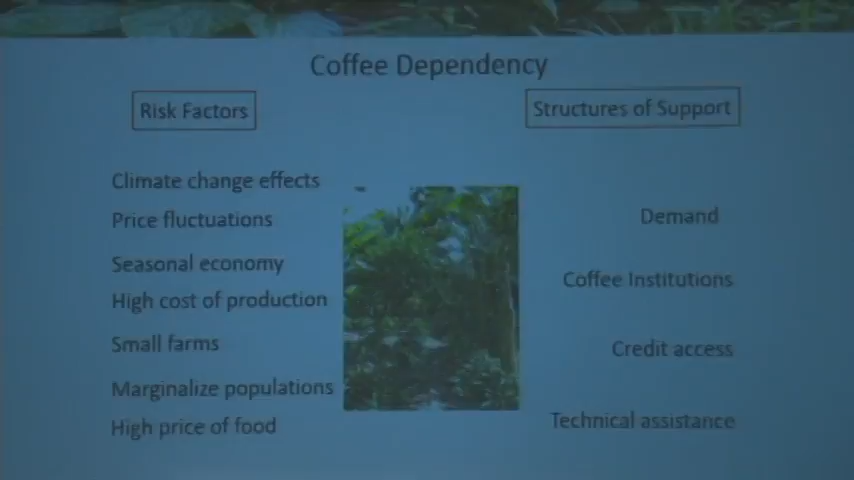 Coffee Dependency
Risk Factors
Structures of Support
Climate change effects
Price fluctuations
Seasonal economy
High cost of production
Small farms
Marginalize populations
High price of food
Demand
Coffee Institutions
Credit access
Technical assistance